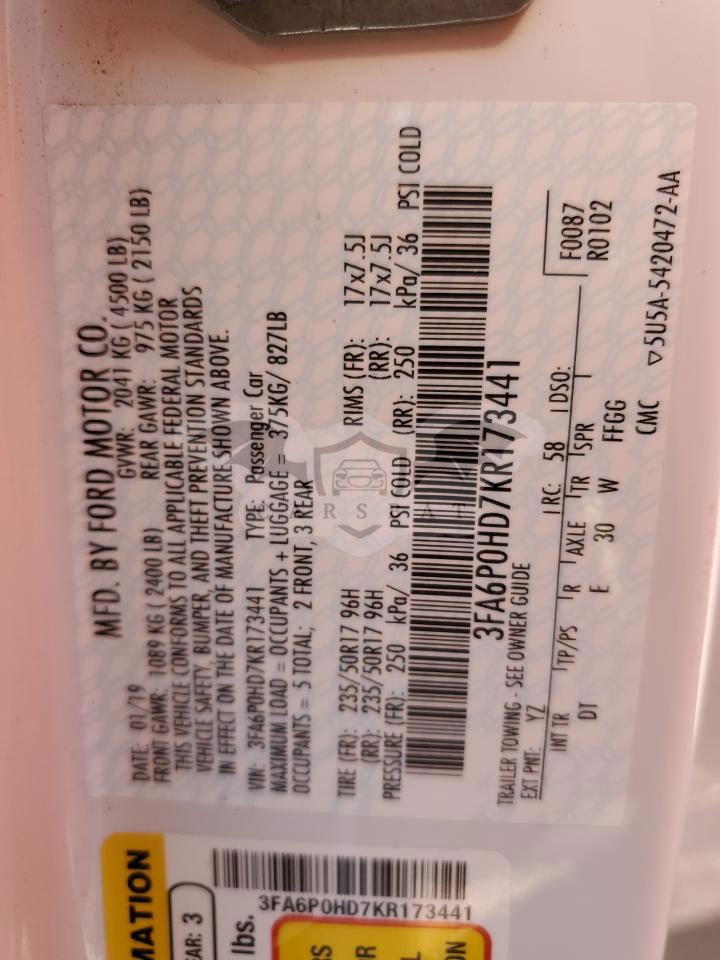 MFD. BY FORD MOTOR CO.
DATE: 01/19 GVWR: 2041 KG ( 4500 LB)
FRONT GAWR: 1089 KG ( 2400 LB) REAR GAWR: 975 KG ( 2150 LB)
THIS VEHICLE CONFORMS TO ALL APPLICABLE FEDERAL MOTOR
VEHICLE SAFETY, BUMPER, AND THEFT PREVENTION STANDARDS
IN EFFECT ON THE DATE OF MANUFACTURE SHOWN ABOVE.
VIN: 3FA6P0HD7KR173441 TYPE: Passenger Car
MAXIMUM LOAD = OCCUPANTS + LUGGAGE = 375KG/ 827LB
OCCUPANTS = 5 TOTAL; 2 FRONT, 3 REAR
TIRE (FR): 235/50R17 96H RIMS (FR): 17x7.5J
(RR): 235/50R17 96H (RR): 17x7.5J
PRESSURE (FR): 250 kPa/ 36 PSI COLD (RR): 250 kPa/ 36 PSI COLD
3FA6P0HD7KR173441
TRAILER TOWING - SEE OWNER GUIDE
F0087
R0102
EXT PNT: YZ RC: 58 DSO:
INT TR TP/PS R AXLE TR SPR
DT E 30 W FFGG
CMC
▽5U5A-5420472-AA
MATION
EAR: 3
lbs.
3FA6P0HD7KR173441
ON